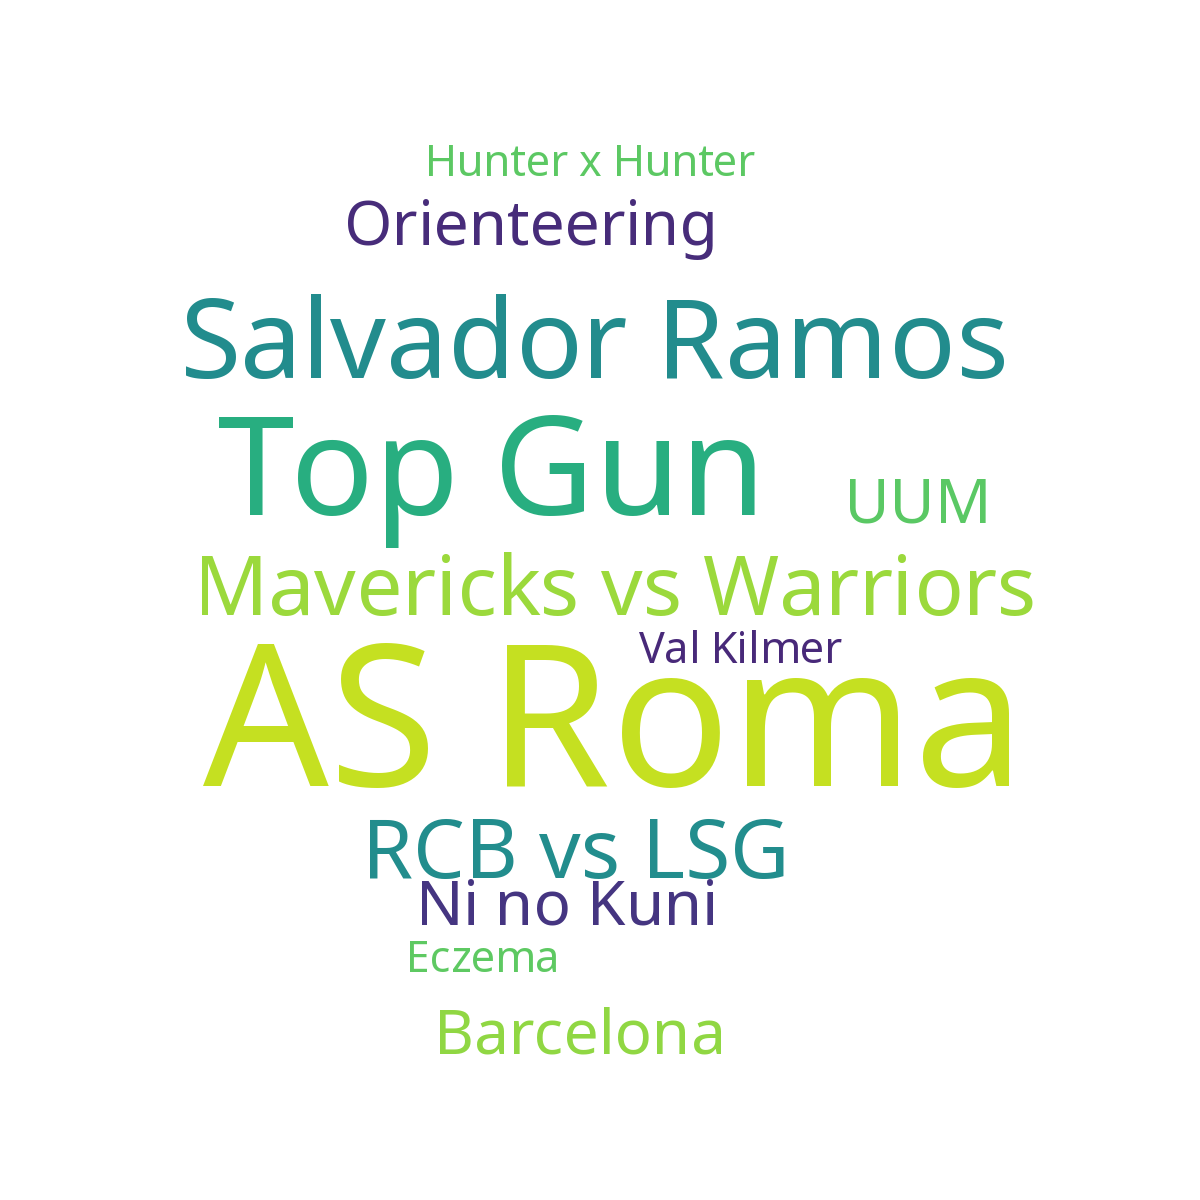 Hunter x Hunter
Orienteering
Salvador Ramos
Top Gun
UUM
Mavericks vs Warriors
Val Kilmer
AS Roma
RCB vs LSG
Ni no Kuni
Eczema
Barcelona